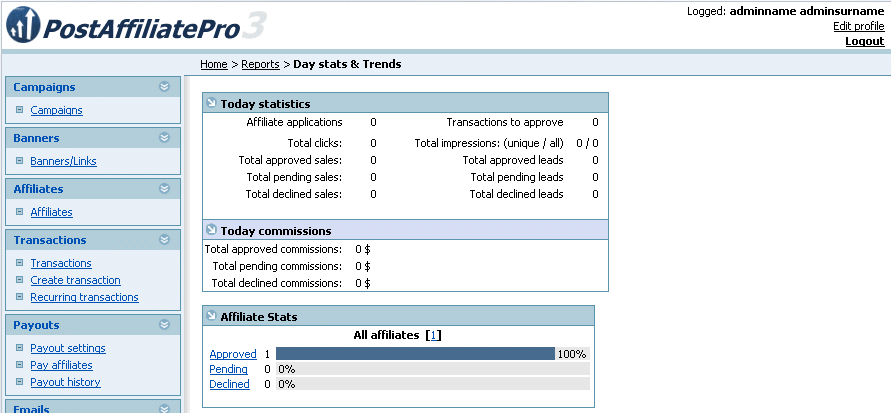 PostAffiliatePro 3
Logged: adminname adminsurname
Edit profile
Logout
Home > Reports > Day stats & Trends
Campaigns
Campaigns
Banners
Banners/Links
Affiliates
Affiliates
Transactions
Transactions
Create transaction
Recurring transactions
Payouts
Payout settings
Pay affiliates
Payout history
Emails
Today statistics
Affiliate applications 0 Transactions to approve 0
Total clicks: 0 Total impressions: (unique / all) 0 / 0
Total approved sales: 0 Total approved leads 0
Total pending sales: 0 Total pending leads 0
Total declined sales: 0 Total declined leads 0
Today commissions
Total approved commissions: 0 $
Total pending commissions: 0 $
Total declined commissions: 0 $
Affiliate Stats
All affiliates [1]
Approved 1 100%
Pending 0 0%
Declined 0 0%